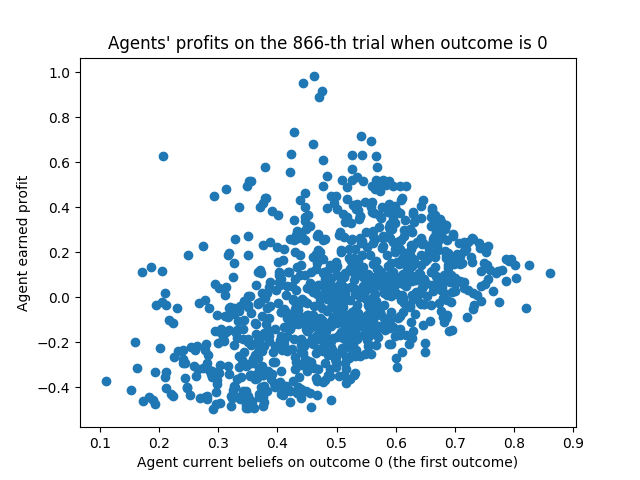 Agents' profits on the 866-th trial when outcome is 0
1.0
0.8
0.6
0.4
0.2
0.0
−0.2
−0.4
Agent earned profit
0.1 0.2 0.3 0.4 0.5 0.6 0.7 0.8 0.9
Agent current beliefs on outcome 0 (the first outcome)